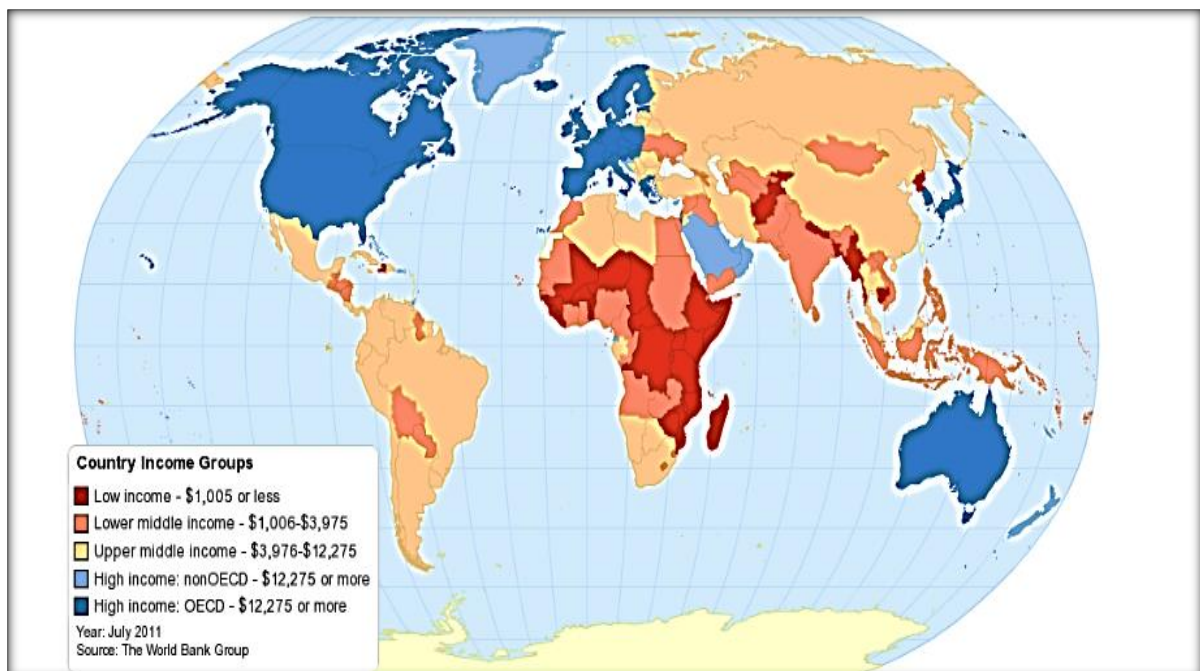 Country Income Groups
Low income - $1,005 or less
Lower middle income - $1,006-$3,975
Upper middle income - $3,976-$12,275
High income: nonOECD - $12,275 or more
High income: OECD - $12,275 or more
Year: July 2011
Source: The World Bank Group